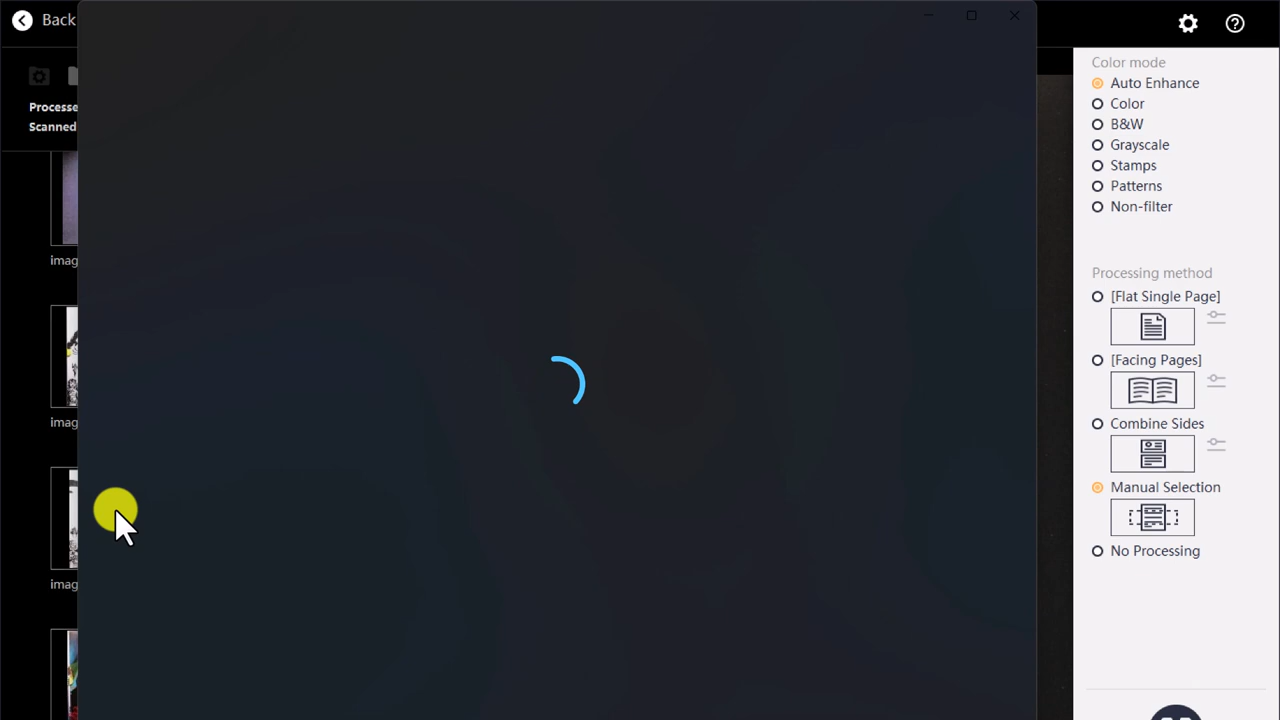 Back
Processe
Scanned
imag
imag
imag
Color mode
Auto Enhance
Color
B&W
Grayscale
Stamps
Patterns
Non-filter
Processing method
[Flat Single Page]
[Facing Pages]
Combine Sides
Manual Selection
No Processing